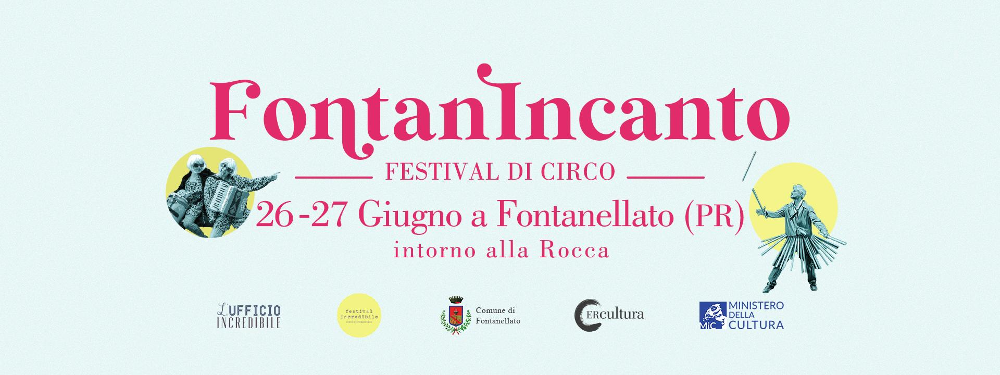 FontanIncanto
FESTIVAL DI CIRCO
26-27 Giugno a Fontanellato (PR)
intorno alla Rocca
L'UFFICIO
INCREDIBILE
festival
incredibile
Comune di
Fontanellato
ERcultura
MiC
MINISTERO
DELLA
CULTURA